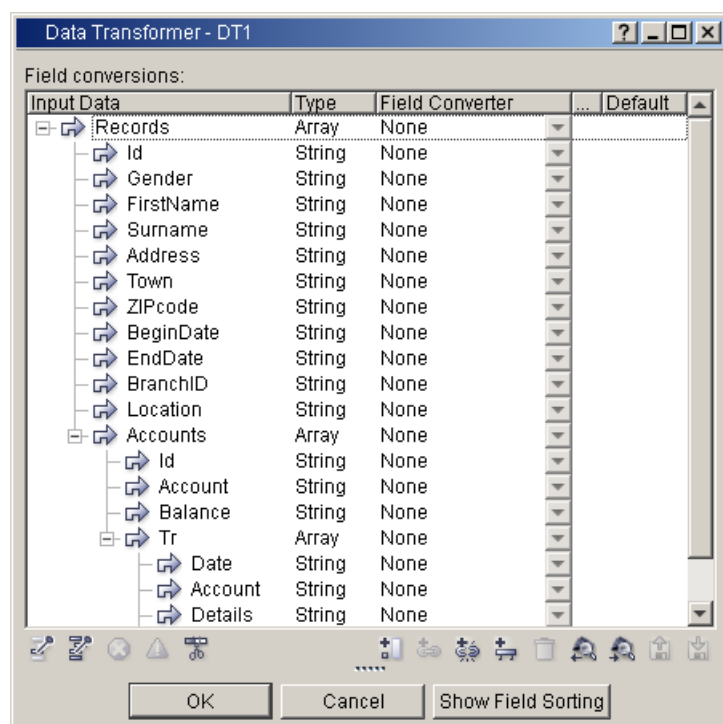 Data Transformer - DT1
Field conversions:
Input Data Type Field Converter ... Default
Records Array None
Id String None
Gender String None
FirstName String None
Surname String None
Address String None
Town String None
ZIPcode String None
BeginDate String None
EndDate String None
BranchID String None
Location String None
Accounts Array None
Id String None
Account String None
Balance String None
Tr Array None
Date String None
Account String None
Details String None
OK Cancel Show Field Sorting